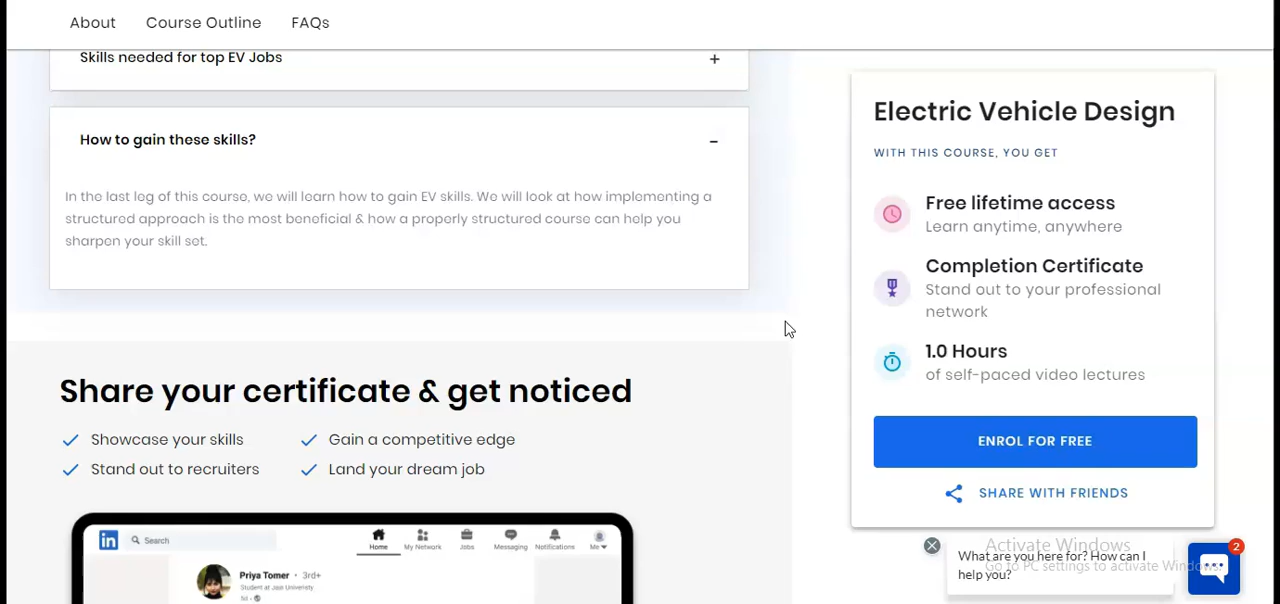 About Course Outline FAQs
Skills needed for top EV Jobs +
How to gain these skills? -
In the last leg of this course, we will learn how to gain EV skills. We will look at how implementing a
structured approach is the most beneficial & how a properly structured course can help you
sharpen your skill set.
Share your certificate & get noticed
Showcase your skills
Gain a competitive edge
Stand out to recruiters
Land your dream job
in Search
Home
My Network
Jobs
Messaging
Notifications
Me
Priya Tomer • 3rd+
Student at Jain University
Electric Vehicle Design
WITH THIS COURSE, YOU GET
Free lifetime access
Learn anytime, anywhere
Completion Certificate
Stand out to your professional
network
1.0 Hours
of self-paced video lectures
ENROL FOR FREE
SHARE WITH FRIENDS
What are you here for? How can I
help you?
2
Activate Windows
Go to PC settings to activate Windows.